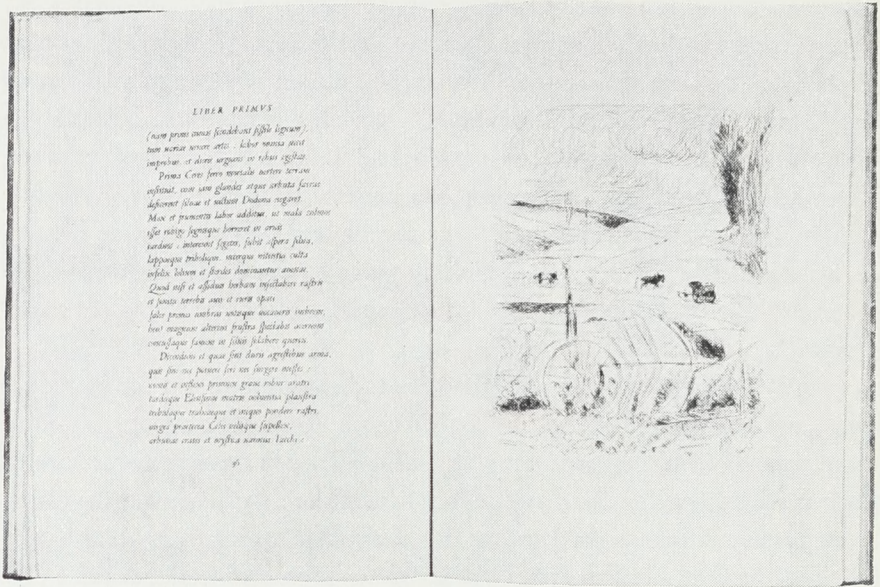 LIBER PRIMVS
(nam primi cuneis scindebant fissile lignum);
tum variae venere artes : labor omnia vicit
improbus, et duris urgens in rebus egestas.
Prima Ceres ferro mortalis vertere terram
instituit, cum iam glandes atque arbuta sacrae
deficerent silvae et victum Dodona negaret.
Mox et frumentis labor additus, ut mala culmos
esset robigo segnisque horreret in arvis
carduus : intereunt segetes, subit aspera silva,
lappaeque tribolique, interque nitentia culta
infelix lolium et steriles dominantur avenae.
Quod nisi et assiduis herbam insectabere rastris
et sonitu terrebis aves et ruris opaci
falce premes umbras votisque vocaveris imbrem,
heu! magnum alterius frustra spectabis acervum
concussaque famem in silvis solabere quercu.
Dicendum et quae sint duris agrestibus arma,
quis sine nec potuere seri nec surgere messes :
vomis et inflexi primum grave robur aratri
tardaque Eleusinae matris volventia plaustra
tribulaque traheaeque et iniquo pondere rastri;
virgea praeterea Celei vilisque supellex,
arbuteae crates et mystica vannus Iacchi :